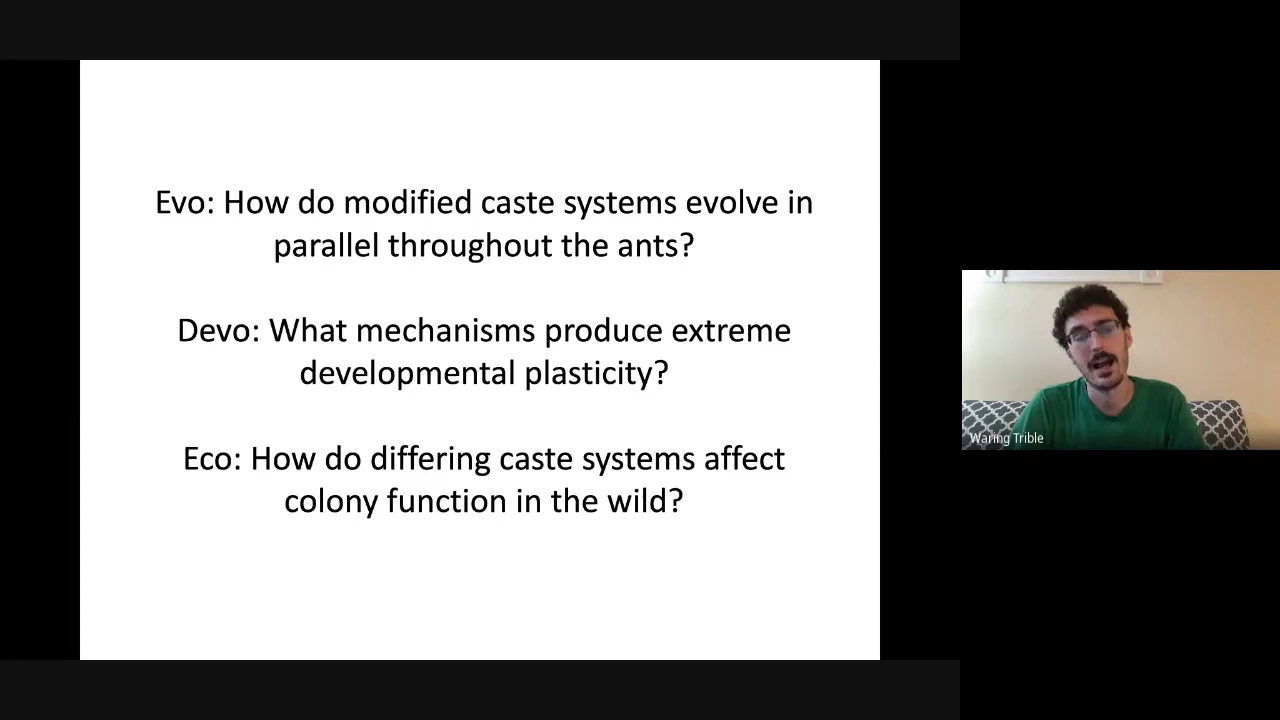 Evo: How do modified caste systems evolve in
parallel throughout the ants?
Devo: What mechanisms produce extreme
developmental plasticity?
Eco: How do differing caste systems affect
colony function in the wild?
Waring Trible